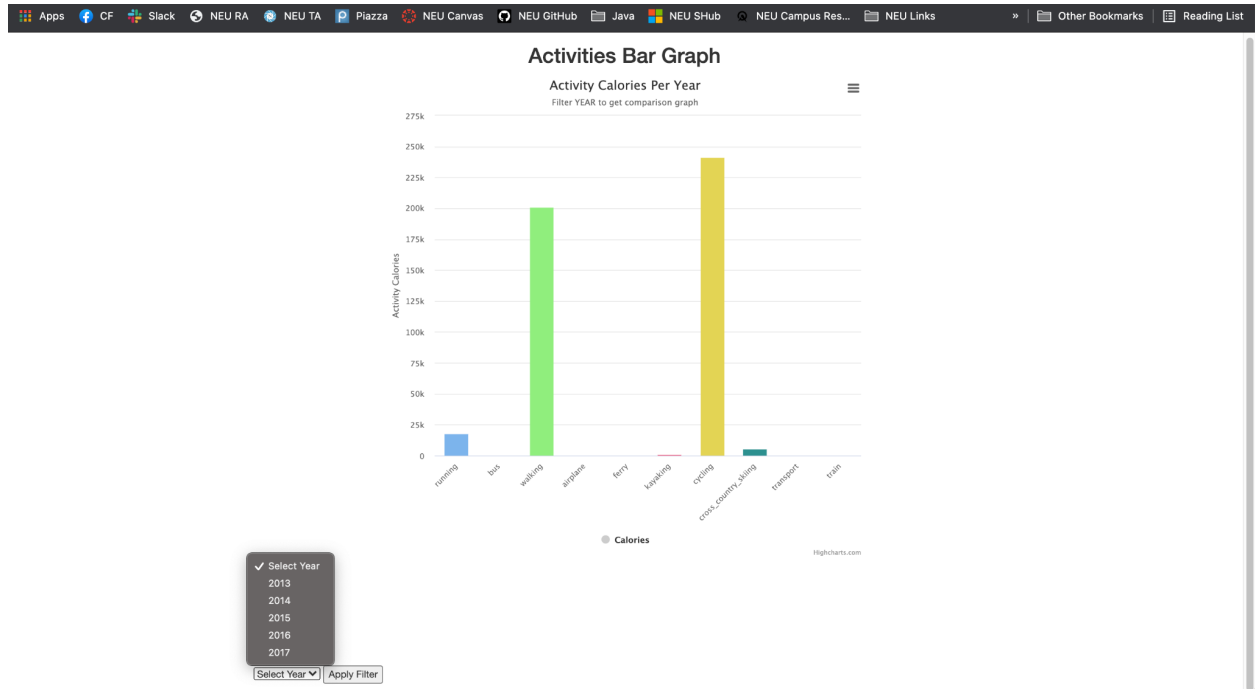 Apps CF Slack NEU RA NEU TA Piazza NEU Canvas NEU GitHub Java NEU SHub NEU Campus Res... NEU Links » Other Bookmarks Reading List
Activities Bar Graph
Activity Calories Per Year
Filter YEAR to get comparison graph
275k
250k
225k
200k
175k
150k
125k
100k
75k
50k
25k
0
Activity Calories
running
bus
walking
airplane
ferry
kayaking
cycling
cross_country_skiing
transport
train
Calories
Highcharts.com
✓ Select Year
2013
2014
2015
2016
2017
Select Year Apply Filter